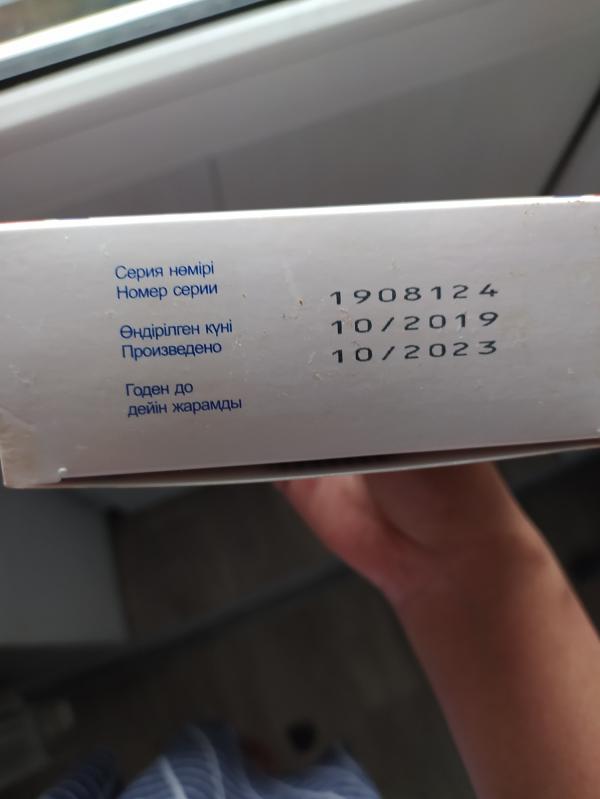 Серия нөмірі
Номер серии
1908124
Өндірілген күні
Произведено
10/2019
Годен до
дейін жарамды
10/2023